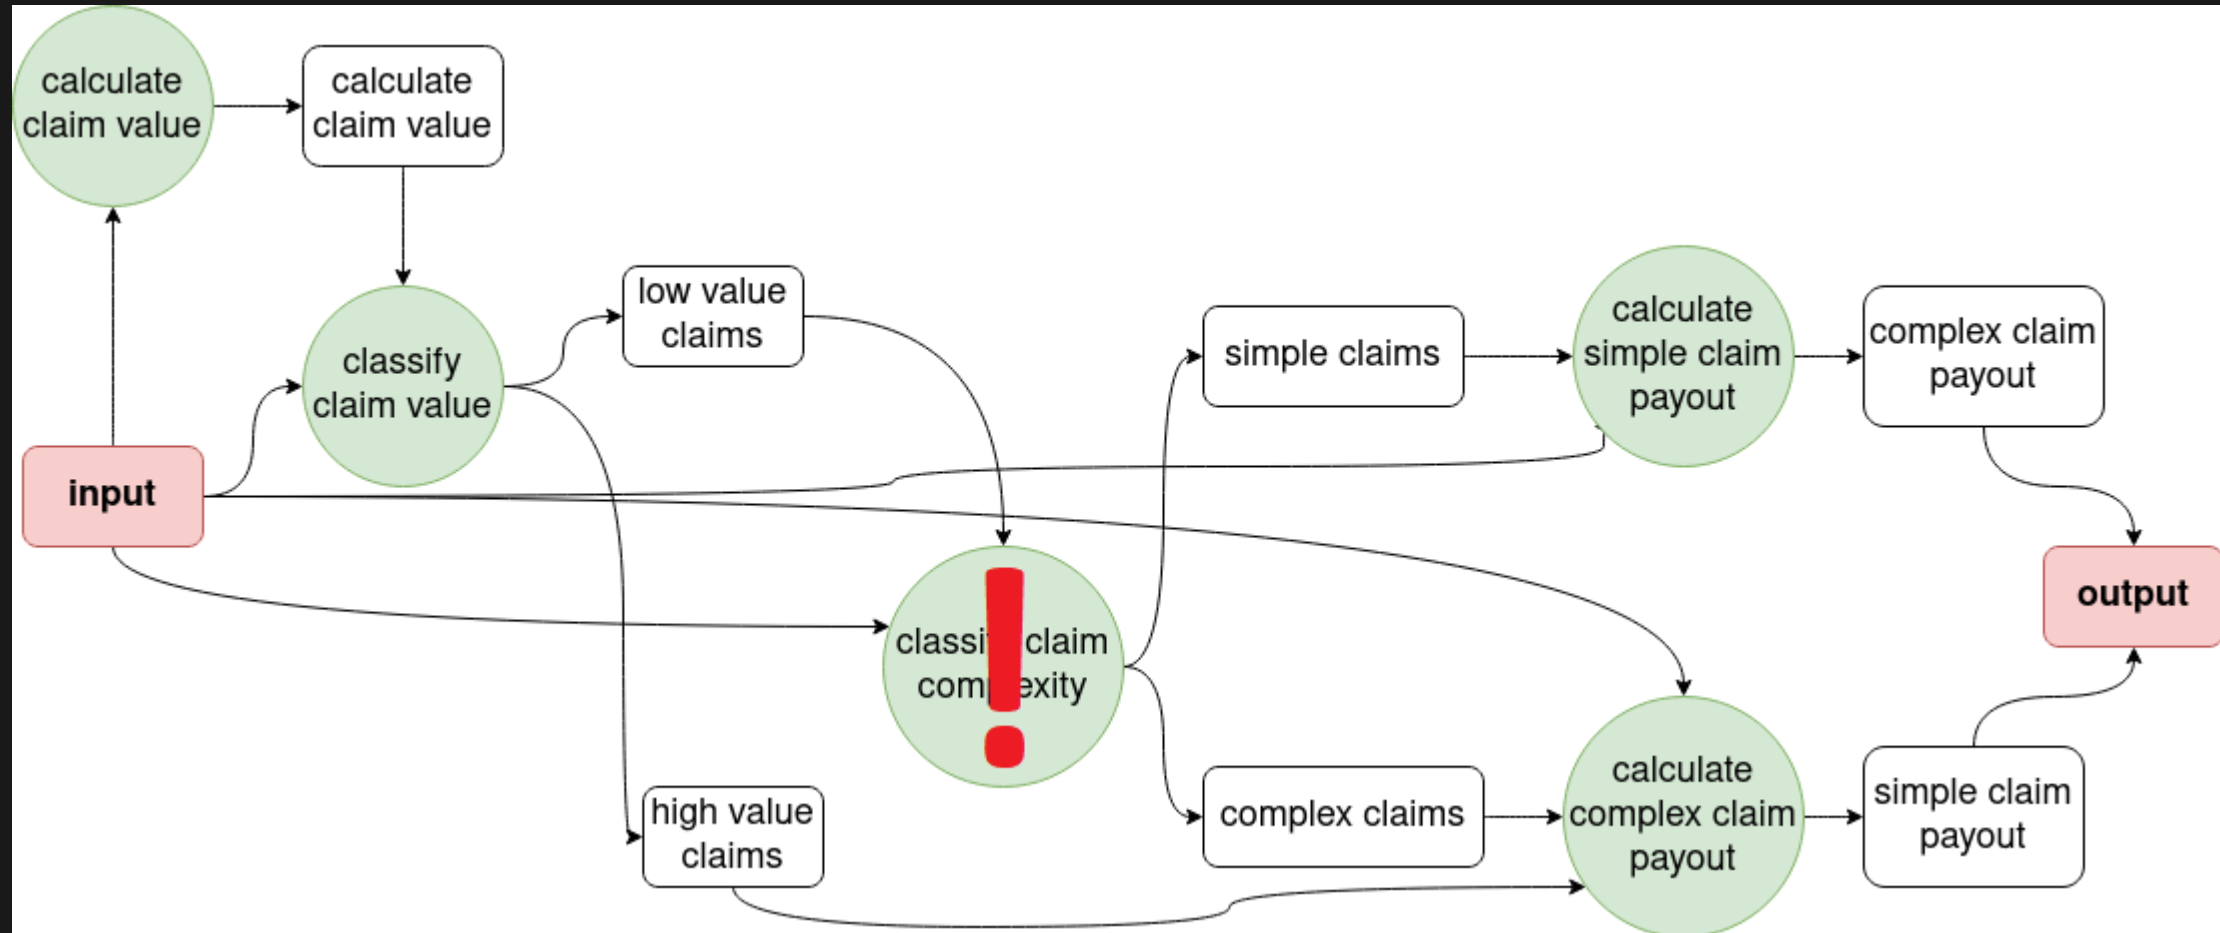 calculate
claim value
calculate
claim value
low value
claims
classify
claim value
input
simple claims
calculate
simple claim
payout
complex claim
payout
claim
output
high value
claims
complex claims
calculate
complex claim
payout
simple claim
payout